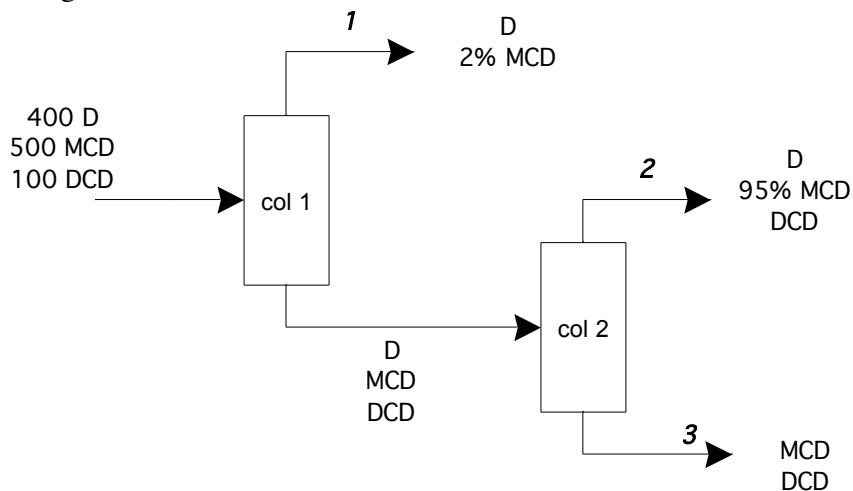 1
D
2% MCD
400 D
500 MCD
100 DCD
col 1
2
D
95% MCD
DCD
col 2
D
MCD
DCD
3
MCD
DCD